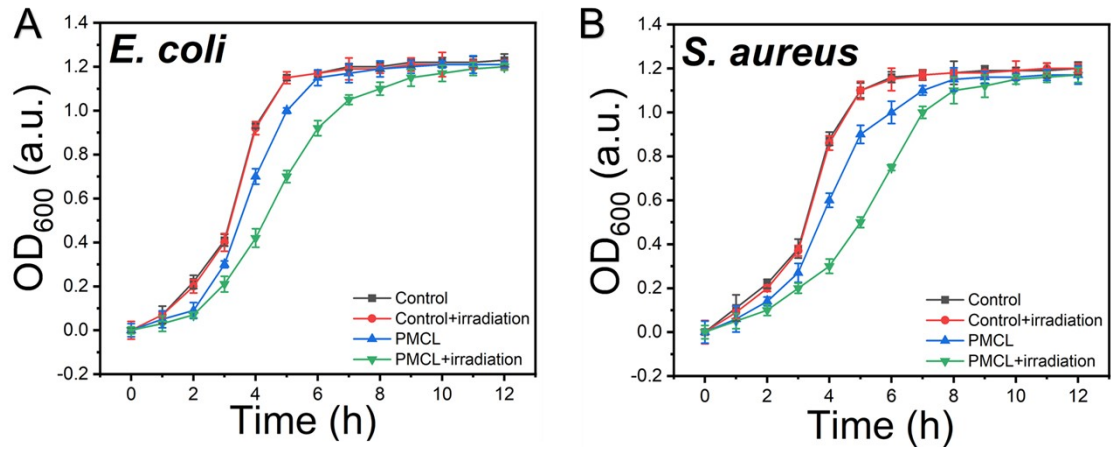 A
E. coli
OD600 (a.u.)
1.4
1.2
1.0
0.8
0.6
0.4
0.2
0.0
-0.2
Control
Control+irradiation
PMCL
PMCL+irradiation
0 2 4 6 8 10 12
Time (h)
B
S. aureus
OD600 (a.u.)
1.4
1.2
1.0
0.8
0.6
0.4
0.2
0.0
-0.2
Control
Control+irradiation
PMCL
PMCL+irradiation
0 2 4 6 8 10 12
Time (h)